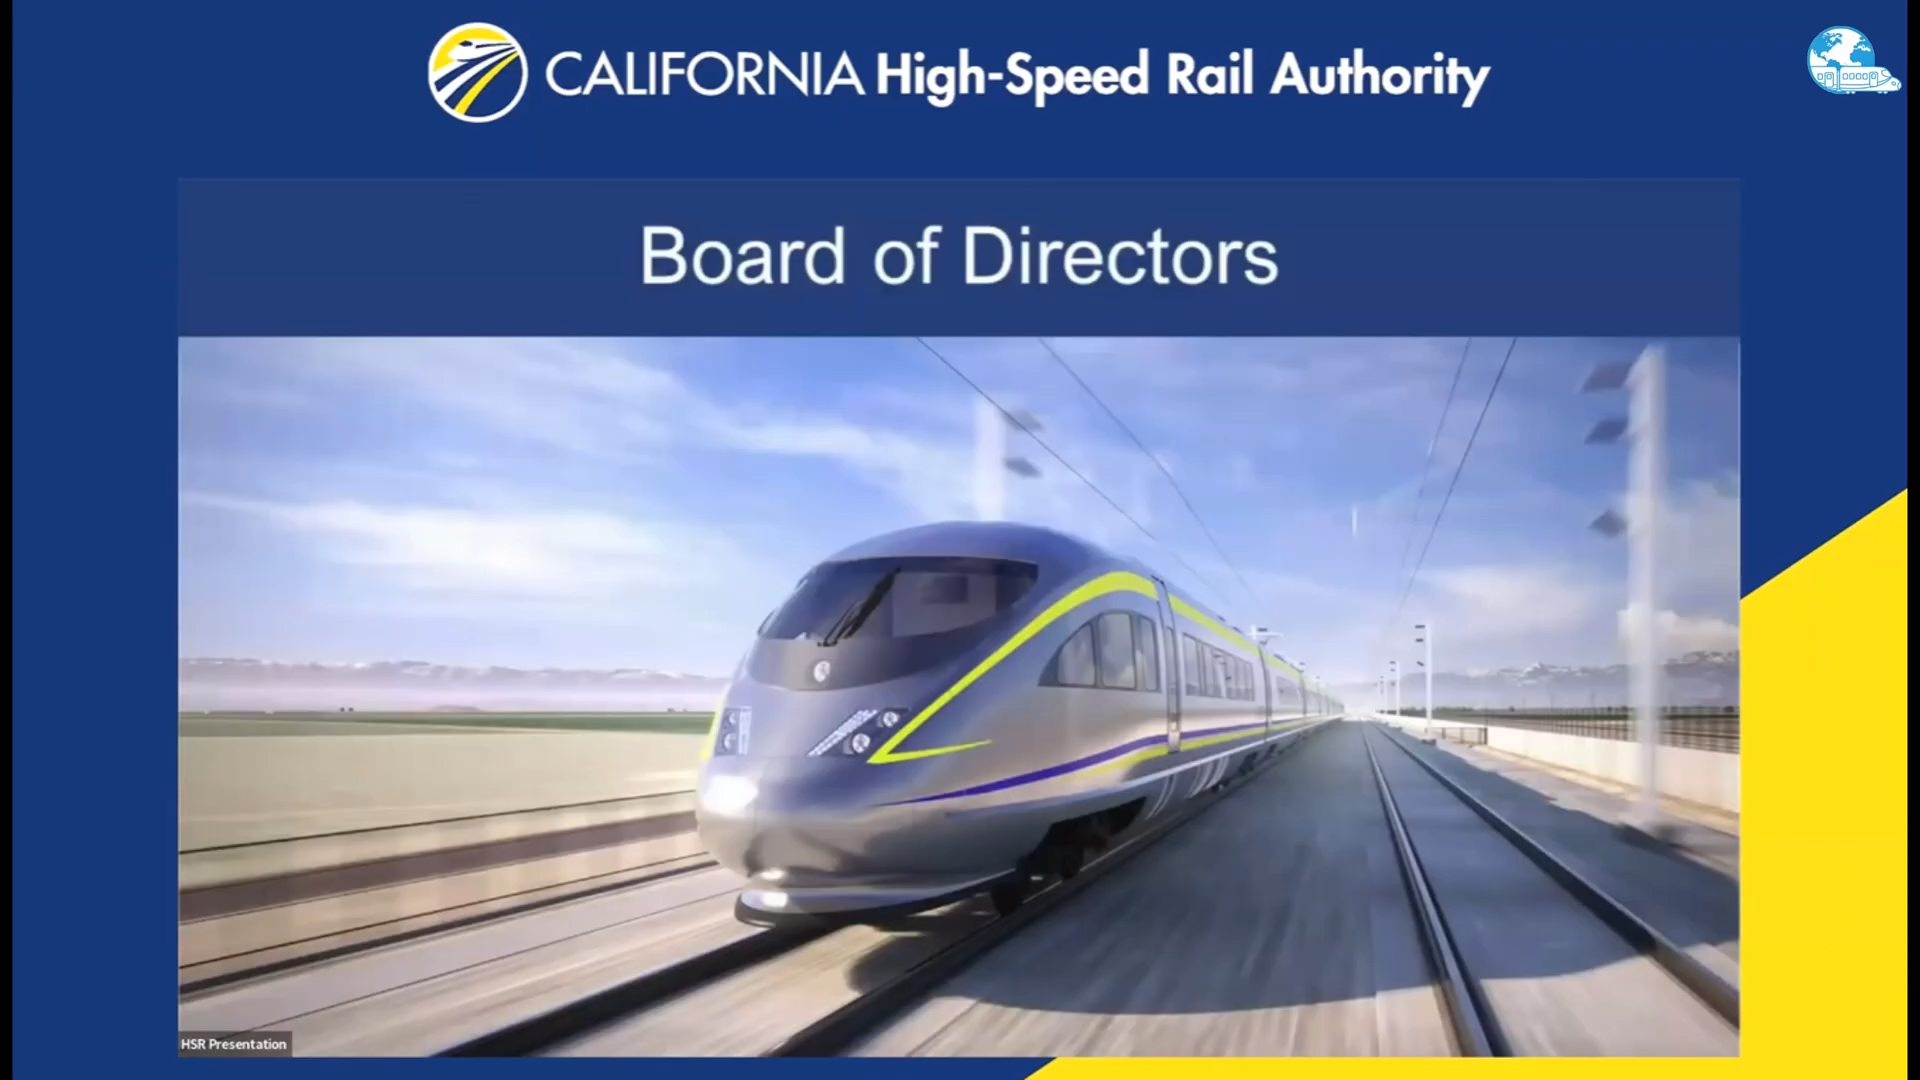 CALIFORNIA High-Speed Rail Authority
Board of Directors
HSR Presentation